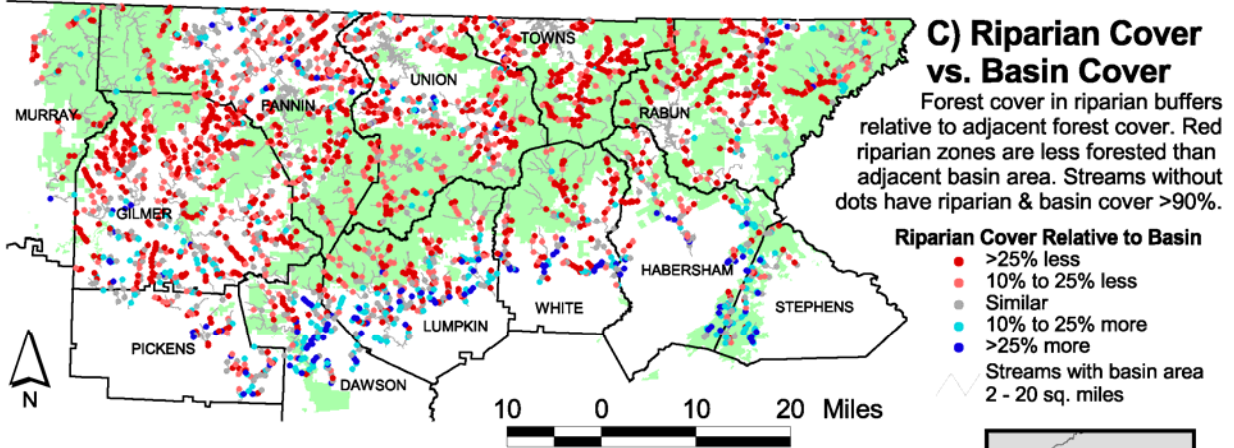 C) Riparian Cover
vs. Basin Cover
Forest cover in riparian buffers
relative to adjacent forest cover. Red
riparian zones are less forested than
adjacent basin area. Streams without
dots have riparian & basin cover >90%.
Riparian Cover Relative to Basin
>25% less
10% to 25% less
Similar
10% to 25% more
>25% more
Streams with basin area
2 - 20 sq. miles
TOWNS
UNION
MURRAY
FANNIN
RABUN
GILMER
HABERSHAM
WHITE
STEPHENS
LUMPKIN
PICKENS
DAWSON
N
10 0 10 20 Miles